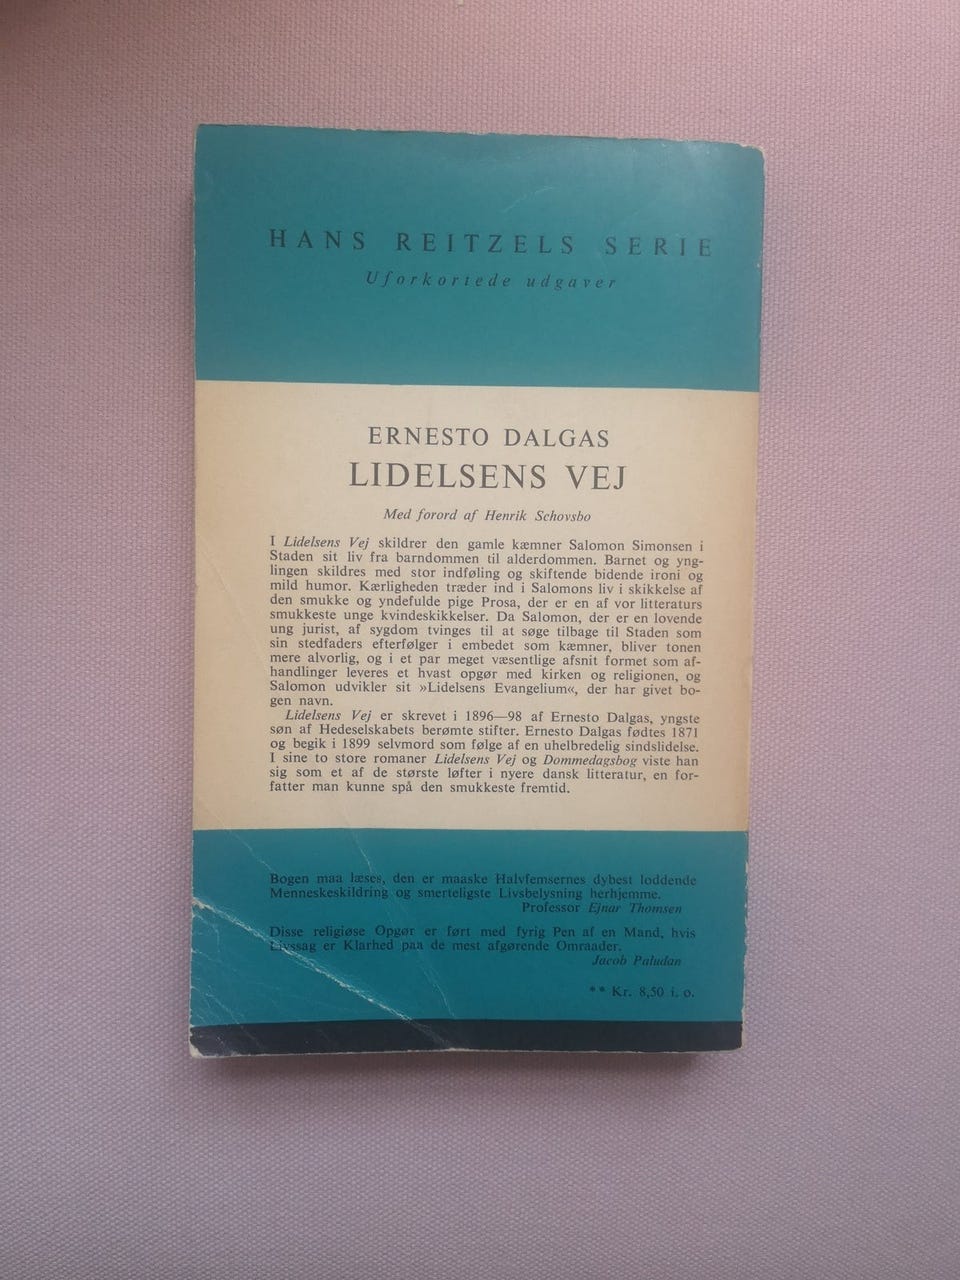 HANS REITZELS SERIE
Uforkortede udgaver
ERNESTO DALGAS
LIDELSENS VEJ
Med forord af Henrik Schovsbo
I Lidelsens Vej skildrer den gamle kæmner Salomon Simonsen i
Staden sit liv fra barndommen til alderdommen. Barnet og yng-
lingen skildres med stor indføling og skiftende bidende ironi og
mild humor. Kærligheden træder ind i Salomons liv i skikkelse af
den smukke og yndefulde pige Prosa, der er en af vor litteraturs
smukkeste unge kvindeskikkelser. Da Salomon, der er en lovende
ung jurist, af sygdom tvinges til at søge tilbage til Staden som
sin stedfaders efterfølger i embedet som kæmner, bliver tonen
mere alvorlig, og i et par meget væsentlige afsnit formet som af-
handlinger leveres et hvast opgør med kirken og religionen, og
Salomon udvikler sit »Lidelsens Evangelium«, der har givet bo-
gen navn.
Lidelsens Vej er skrevet i 1896—98 af Ernesto Dalgas, yngste
søn af Hedeselskabets berømte stifter. Ernesto Dalgas fødtes 1871
og begik i 1899 selvmord som følge af en uhelbredelig sindslidelse.
I sine to store romaner Lidelsens Vej og Dommedagsbog viste han
sig som et af de største løfter i nyere dansk litteratur, en for-
fatter man kunne spå den smukkeste fremtid.
Bogen maa læses, den er maaske Halvfemsernes dybest loddende
Menneskeskildring og smerteligste Livsbelysning herhjemme.
Professor Ejnar Thomsen
Disse religiøse Opgør er ført med fyrig Pen af en Mand, hvis
Livssag er Klarhed paa de mest afgørende Omraader.
Jacob Paludan
** Kr. 8,50 i. o.